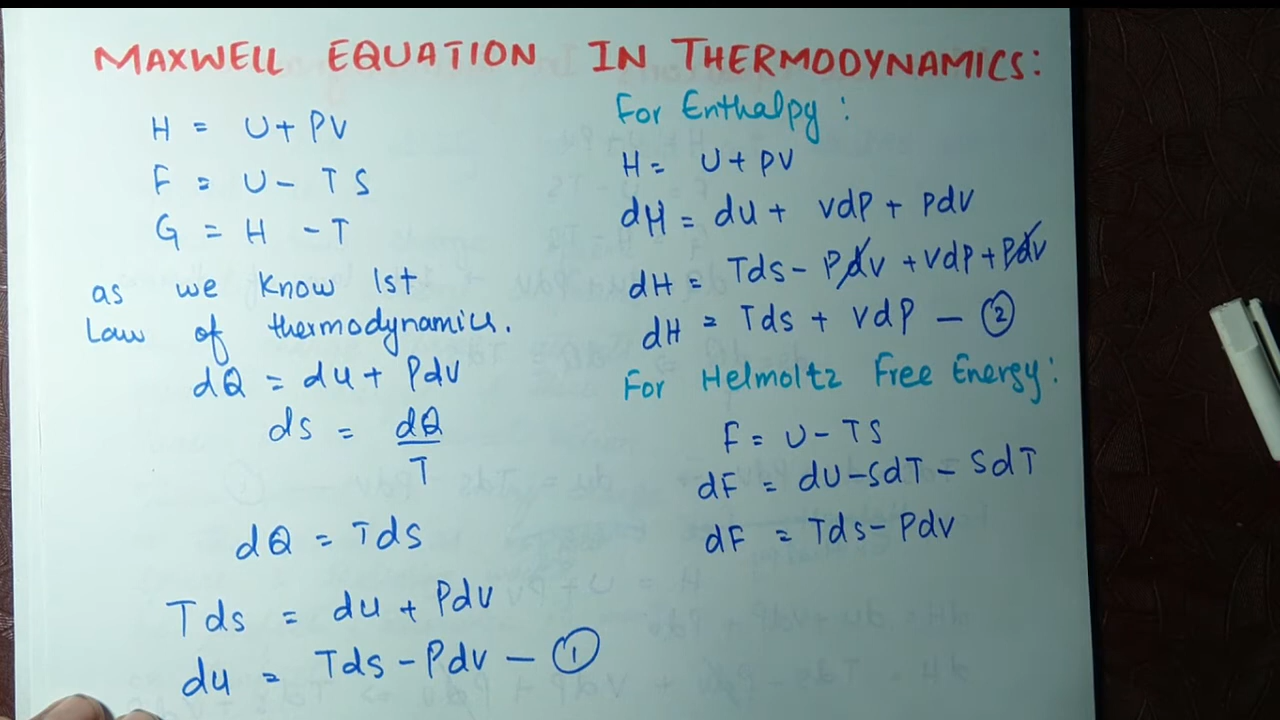 MAXWELL EQUATION IN THERMODYNAMICS:
H = U + PV
F = U - TS
G = H - T
as we know 1st
Law of thermodynamics.
dQ = du + Pdv
ds = dQ/T
dQ = Tds
Tds = du + Pdv
du = Tds - Pdv - ①
For Enthalpy:
H = U + PV
dH = du + vdp + pdv
dH = Tds - Pdv + vdp + Pdv
dH = Tds + vdp - ②
For Helmoltz Free Energy:
F = U - TS
dF = dU - SdT - SdT
dF = Tds - Pdv